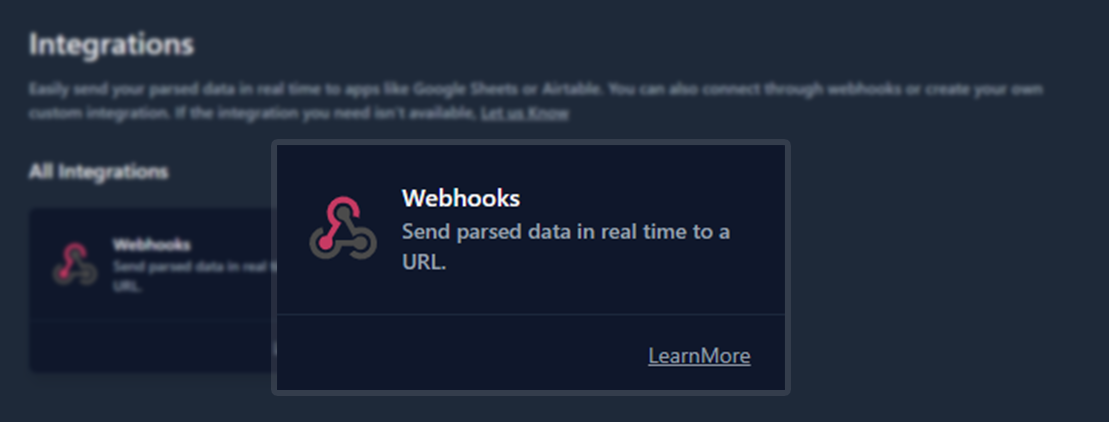 Integrations
Easily send your parsed data in real time to apps like Google Sheets or Airtable. You can also connect through webhooks or create your own
custom integration. If the integration you need isn't available, Let us Know
All Integrations
Webhooks
Send parsed data in real
URL.
Webhooks
Send parsed data in real time to a
URL.
LearnMore